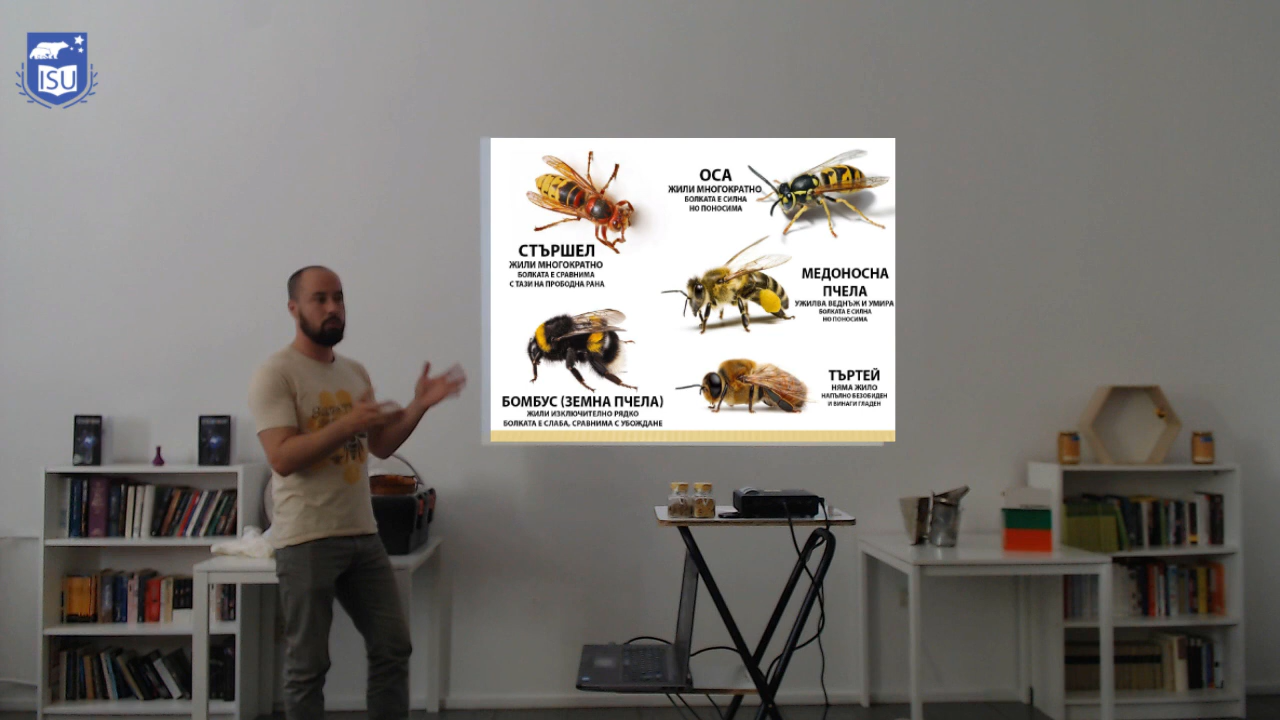 ISU
СТЪРШЕЛ
ЖИЛИ МНОГОКРАТНО
БОЛКАТА Е СРАВНИМА
С ТАЗИ НА ПРОБОДНА РАНА
ОСА
ЖИЛИ МНОГОКРАТНО
БОЛКАТА Е СИЛНА
НО ПОНОСИМА
МЕДОНОСНА
ПЧЕЛА
УЖИЛВА ВЕДНЪЖ И УМИРА
БОЛКАТА Е СИЛНА
НО ПОНОСИМА
БОМБУС (ЗЕМНА ПЧЕЛА)
ЖИЛИ ИЗКЛЮЧИТЕЛНО РЯДКО
БОЛКАТА Е СЛАБА, СРАВНИМА С УБОЖДАНЕ
ТЪРТЕЙ
НЯМА ЖИЛО
НАПЪЛНО БЕЗОБИДЕН
И ВИНАГИ ГЛАДЕН